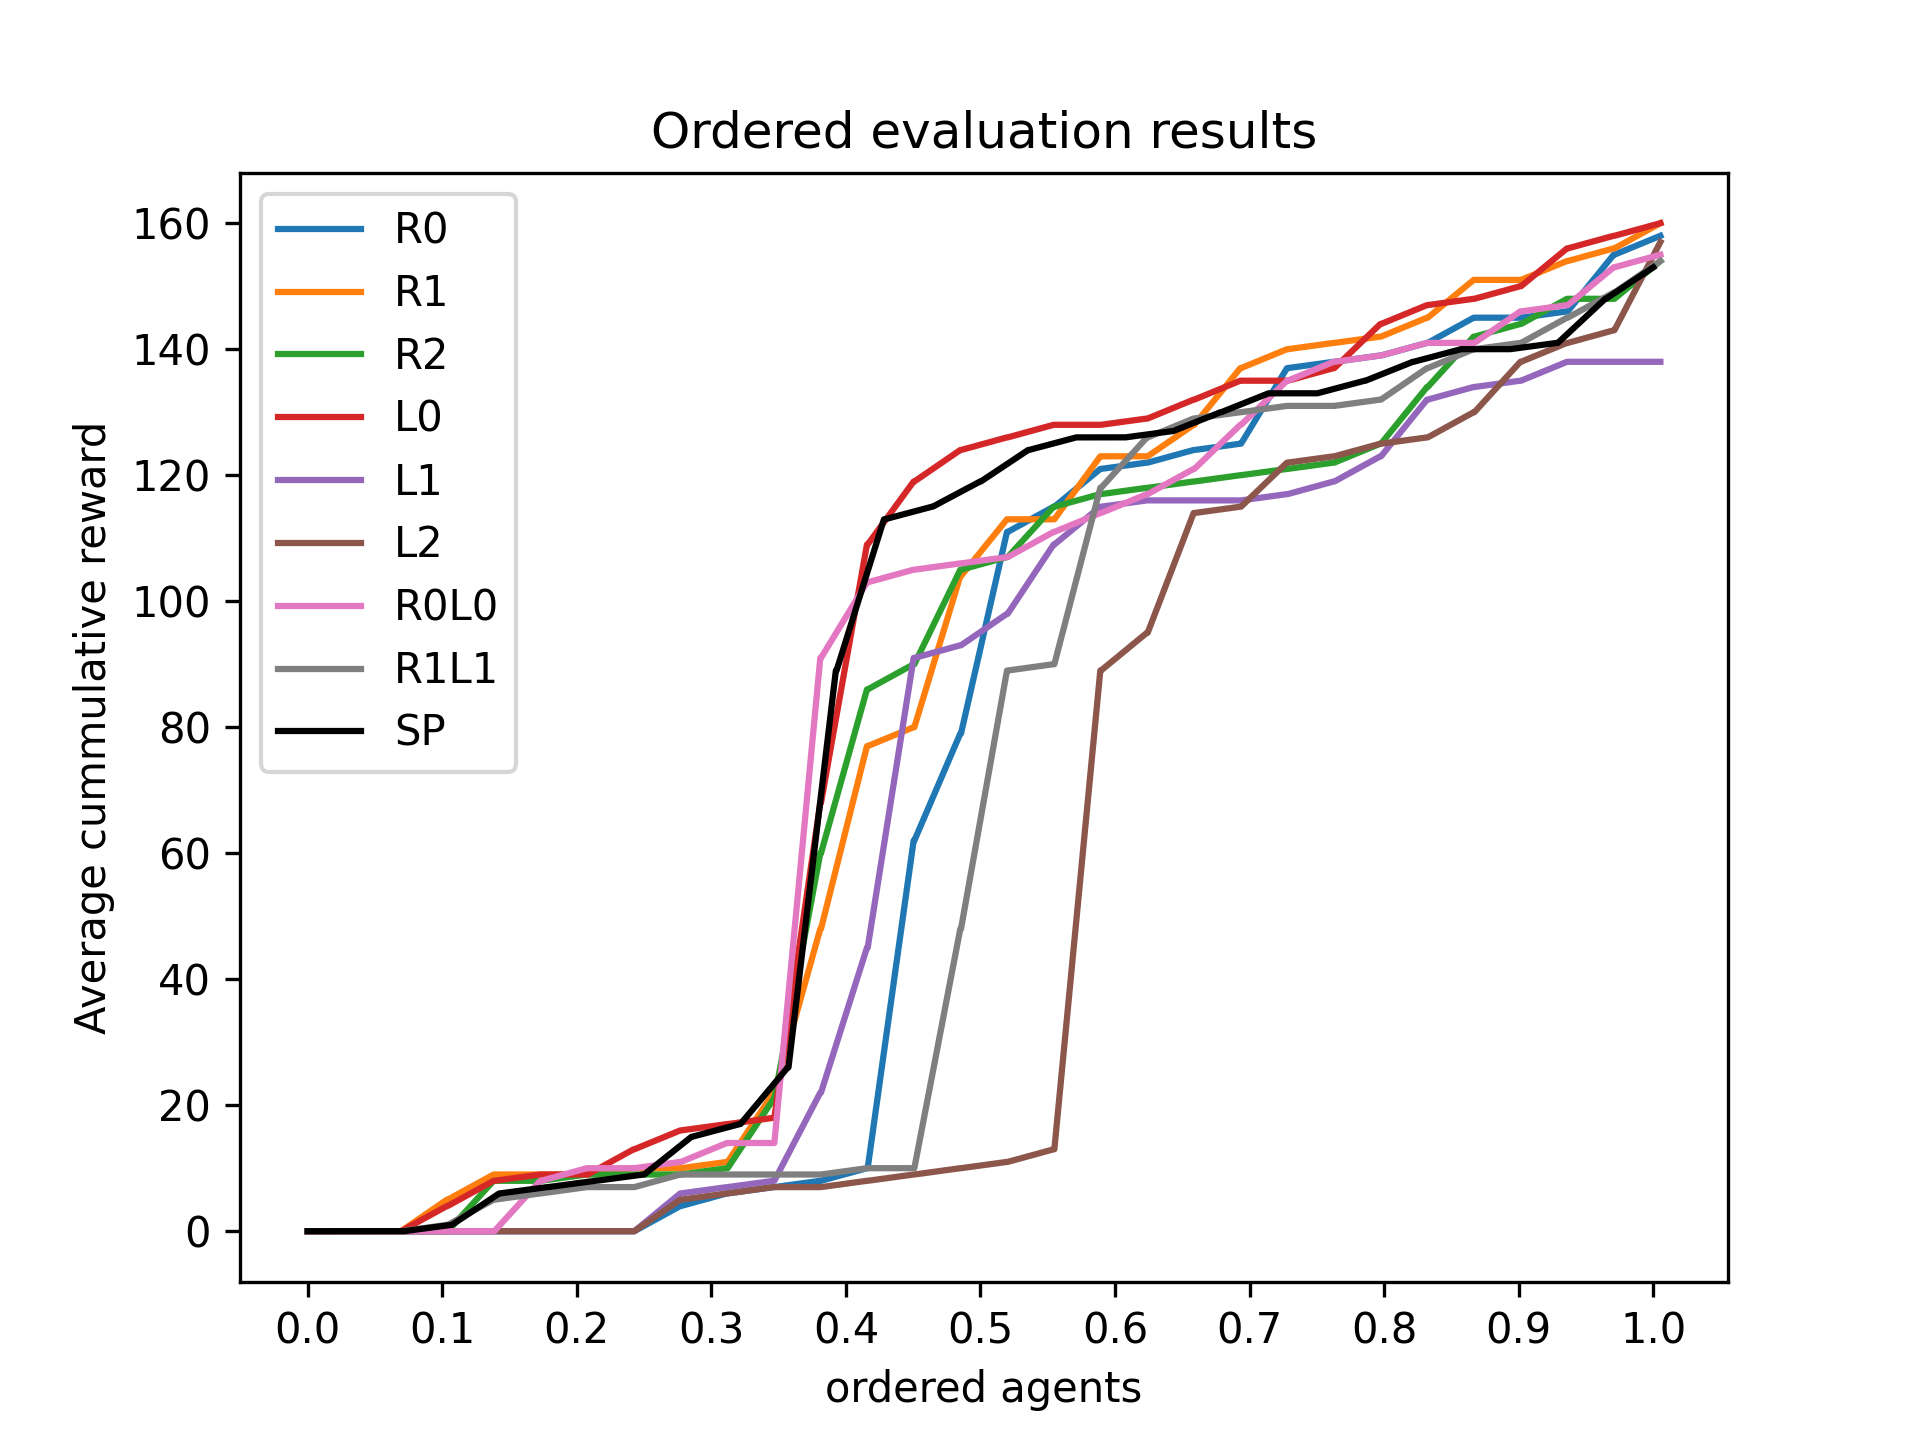 Ordered evaluation results
R0
R1
R2
L0
L1
L2
R0L0
R1L1
SP
Average cummulative reward
160
140
120
100
80
60
40
20
0
0.0 0.1 0.2 0.3 0.4 0.5 0.6 0.7 0.8 0.9 1.0
ordered agents